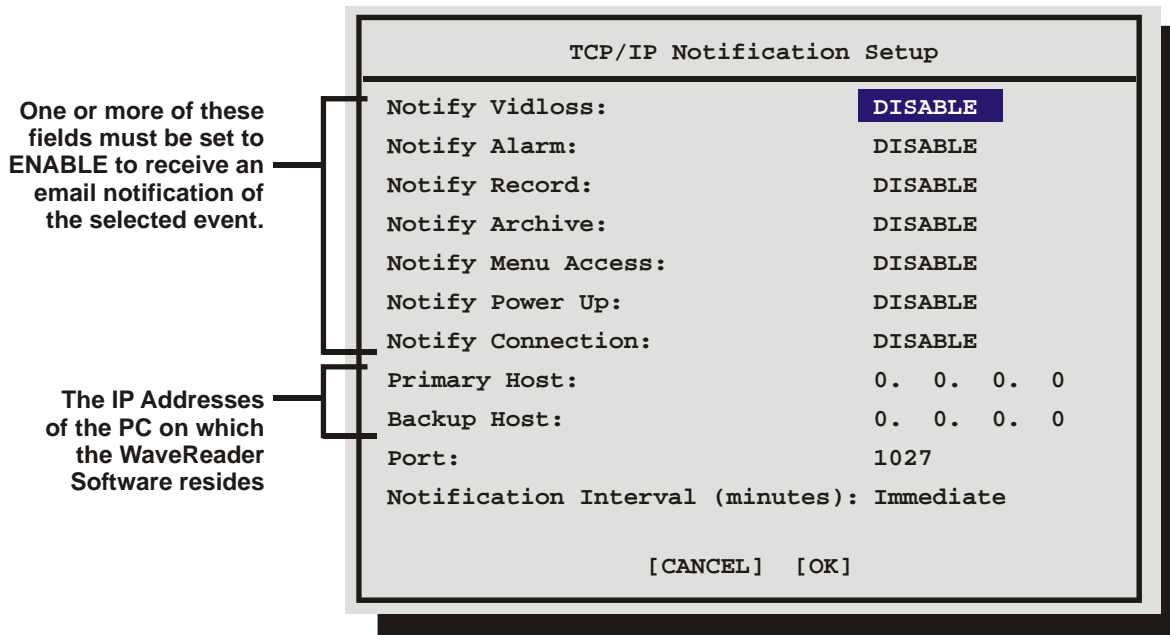 TCP/IP Notification Setup
One or more of these
fields must be set to
ENABLE to receive an
email notification of
the selected event.
Notify Vidloss: DISABLE
Notify Alarm: DISABLE
Notify Record: DISABLE
Notify Archive: DISABLE
Notify Menu Access: DISABLE
Notify Power Up: DISABLE
Notify Connection: DISABLE
The IP Addresses
of the PC on which
the WaveReader
Software resides
Primary Host: 0. 0. 0. 0
Backup Host: 0. 0. 0. 0
Port: 1027
Notification Interval (minutes): Immediate
[CANCEL] [OK]